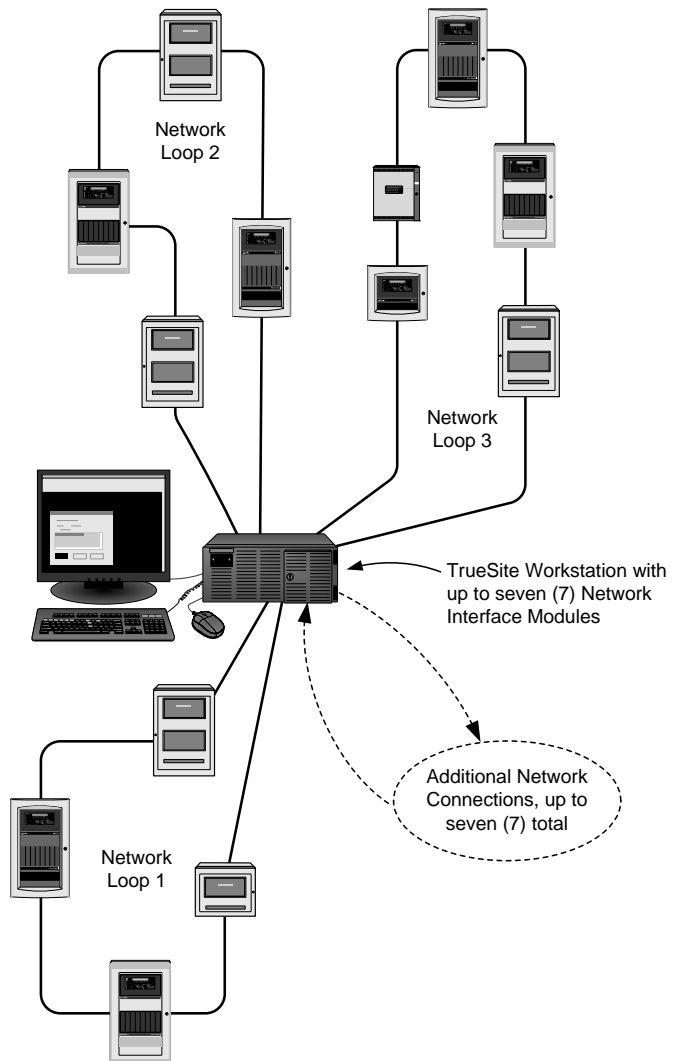 Network
Loop 2
Network
Loop 3
TrueSite Workstation with
up to seven (7) Network
Interface Modules
Additional Network
Connections, up to
seven (7) total
Network
Loop 1